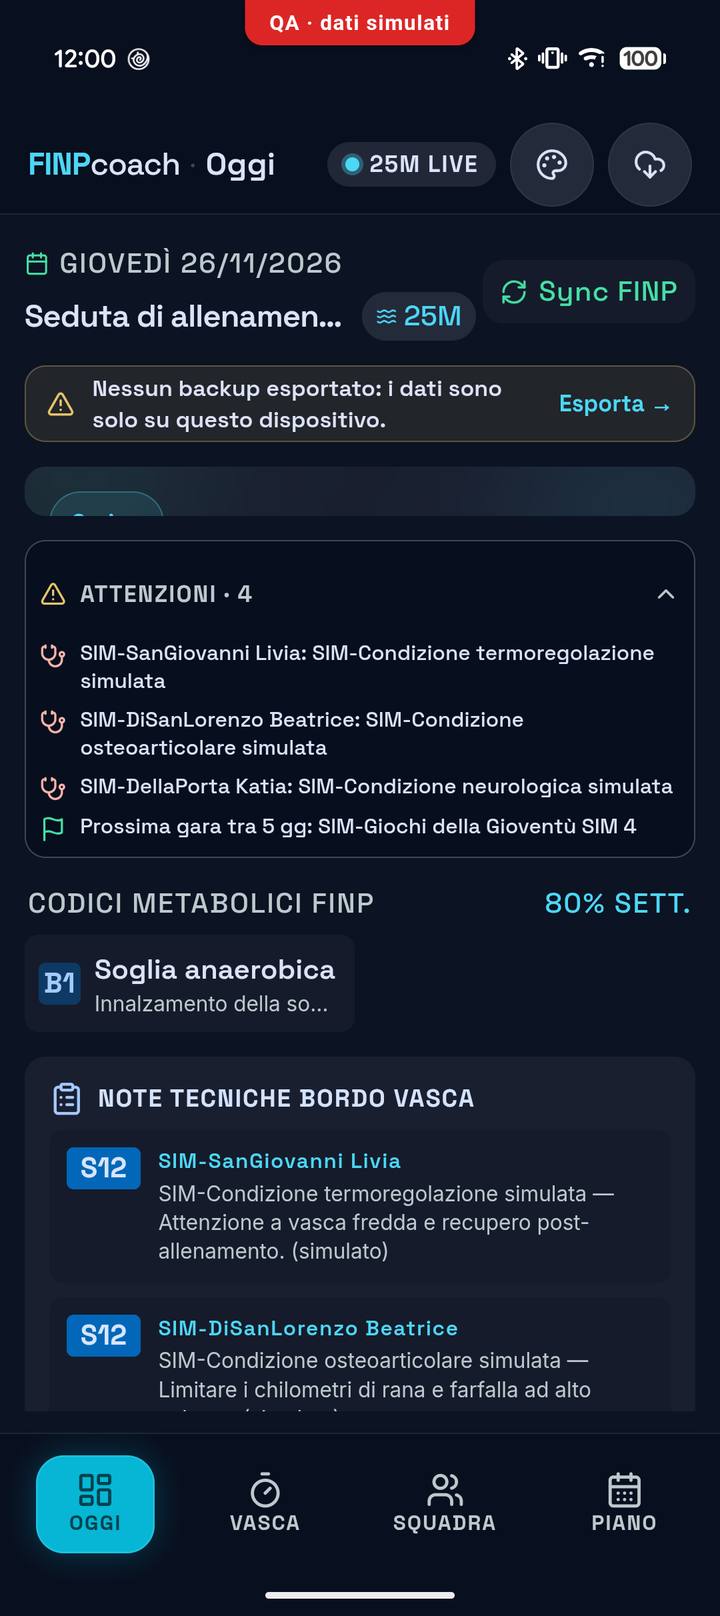 QA · dati simulati
12:00
100
FINPcoach · Oggi
25M LIVE
GIOVEDÌ 26/11/2026
Seduta di allenamen...
25M
Sync FINP
Nessun backup esportato: i dati sono
solo su questo dispositivo.
Esporta →
ATTENZIONI · 4
SIM-SanGiovanni Livia: SIM-Condizione termoregolazione
simulata
SIM-DiSanLorenzo Beatrice: SIM-Condizione
osteoarticolare simulata
SIM-DellaPorta Katia: SIM-Condizione neurologica simulata
Prossima gara tra 5 gg: SIM-Giochi della Gioventù SIM 4
CODICI METABOLICI FINP
80% SETT.
B1
Soglia anaerobica
Innalzamento della so...
NOTE TECNICHE BORDO VASCA
S12
SIM-SanGiovanni Livia
SIM-Condizione termoregolazione simulata —
Attenzione a vasca fredda e recupero post-
allenamento. (simulato)
S12
SIM-DiSanLorenzo Beatrice
SIM-Condizione osteoarticolare simulata —
Limitare i chilometri di rana e farfalla ad alto
OGGI
VASCA
SQUADRA
PIANO